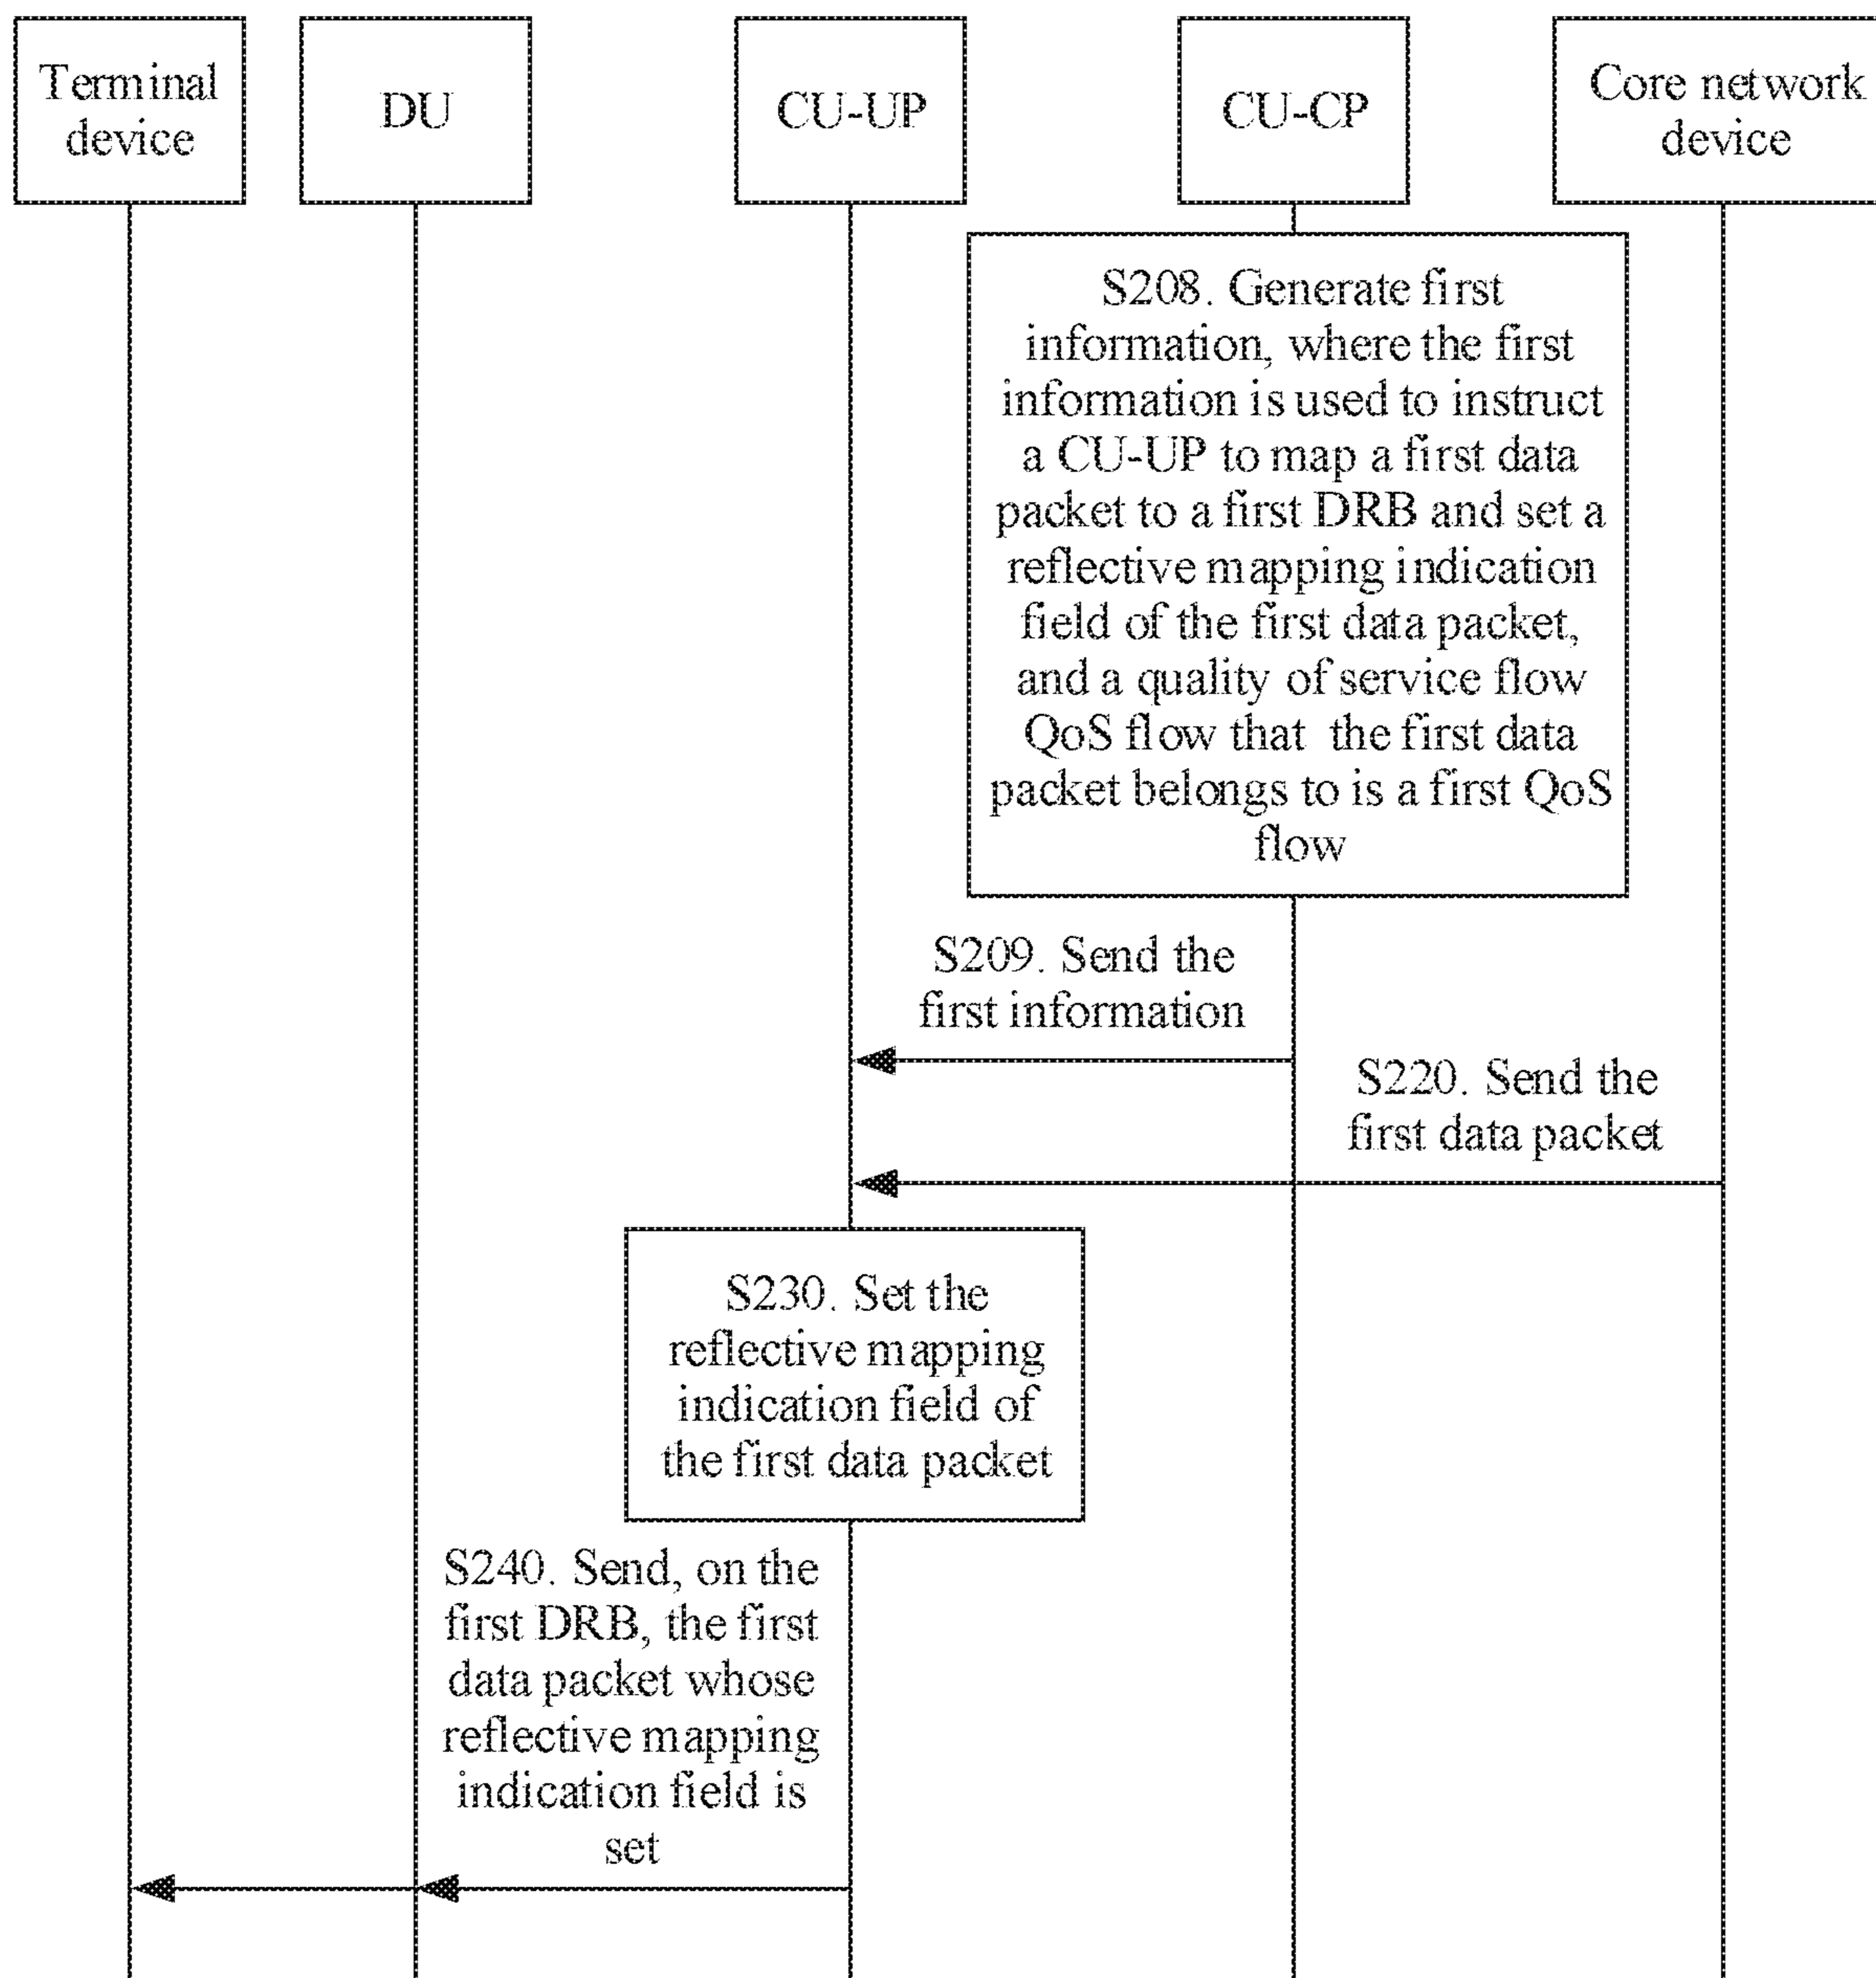 Terminal
device
DU
CU-UP
CU-CP
Core network
device
S208. Generate first
information, where the first
information is used to instruct
a CU-UP to map a first data
packet to a first DRB and set a
reflective mapping indication
field of the first data packet,
and a quality of service flow
QoS flow that the first data
packet belongs to is a first QoS
flow
S209. Send the
first information
S220. Send the
first data packet
S230. Set the
reflective mapping
indication field of
the first data packet
S240. Send, on the
first DRB, the first
data packet whose
reflective mapping
indication field is
set